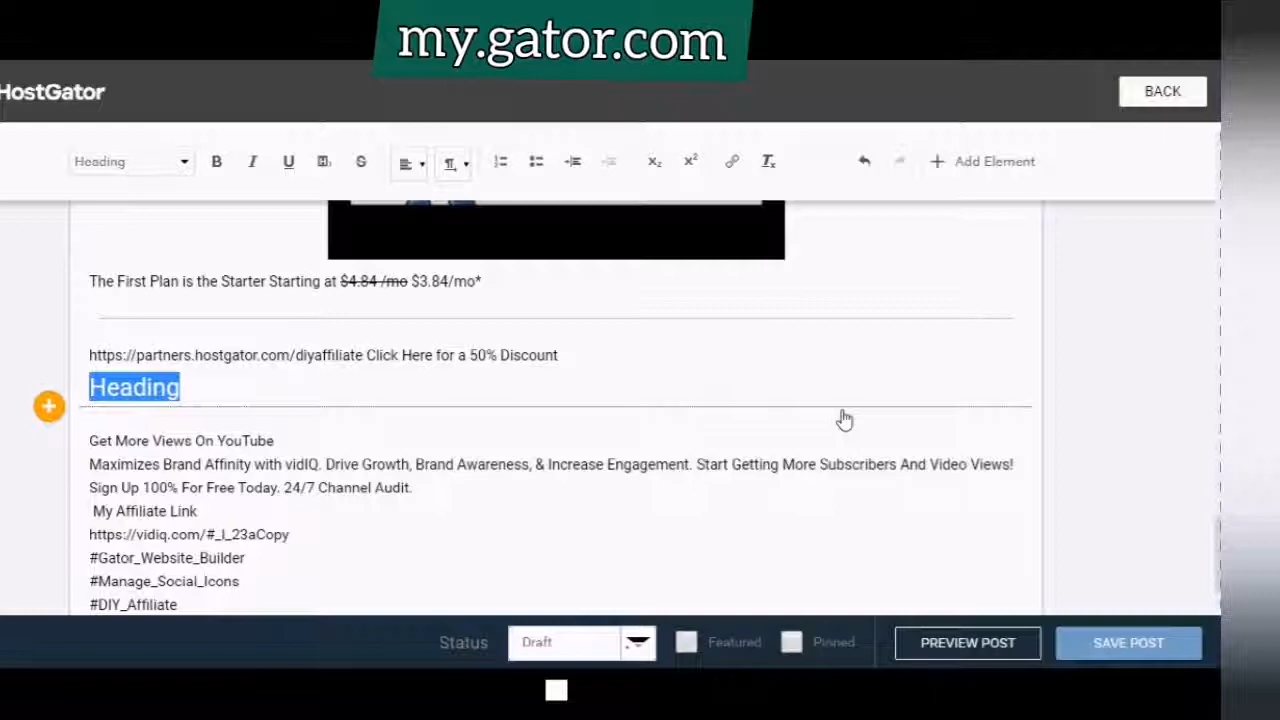 my.gator.com
HostGator
BACK
Heading
B I U S
Add Element
The First Plan is the Starter Starting at $4.84 /mo $3.84/mo*
https://partners.hostgator.com/diyaffiliate Click Here for a 50% Discount
Heading
Get More Views On YouTube
Maximizes Brand Affinity with vidIQ. Drive Growth, Brand Awareness, & Increase Engagement. Start Getting More Subscribers And Video Views!
Sign Up 100% For Free Today. 24/7 Channel Audit.
My Affiliate Link
https://vidiq.com/#_l_23aCopy
#Gator_Website_Builder
#Manage_Social_Icons
#DIY_Affiliate
Status Draft Featured Pinned PREVIEW POST SAVE POST